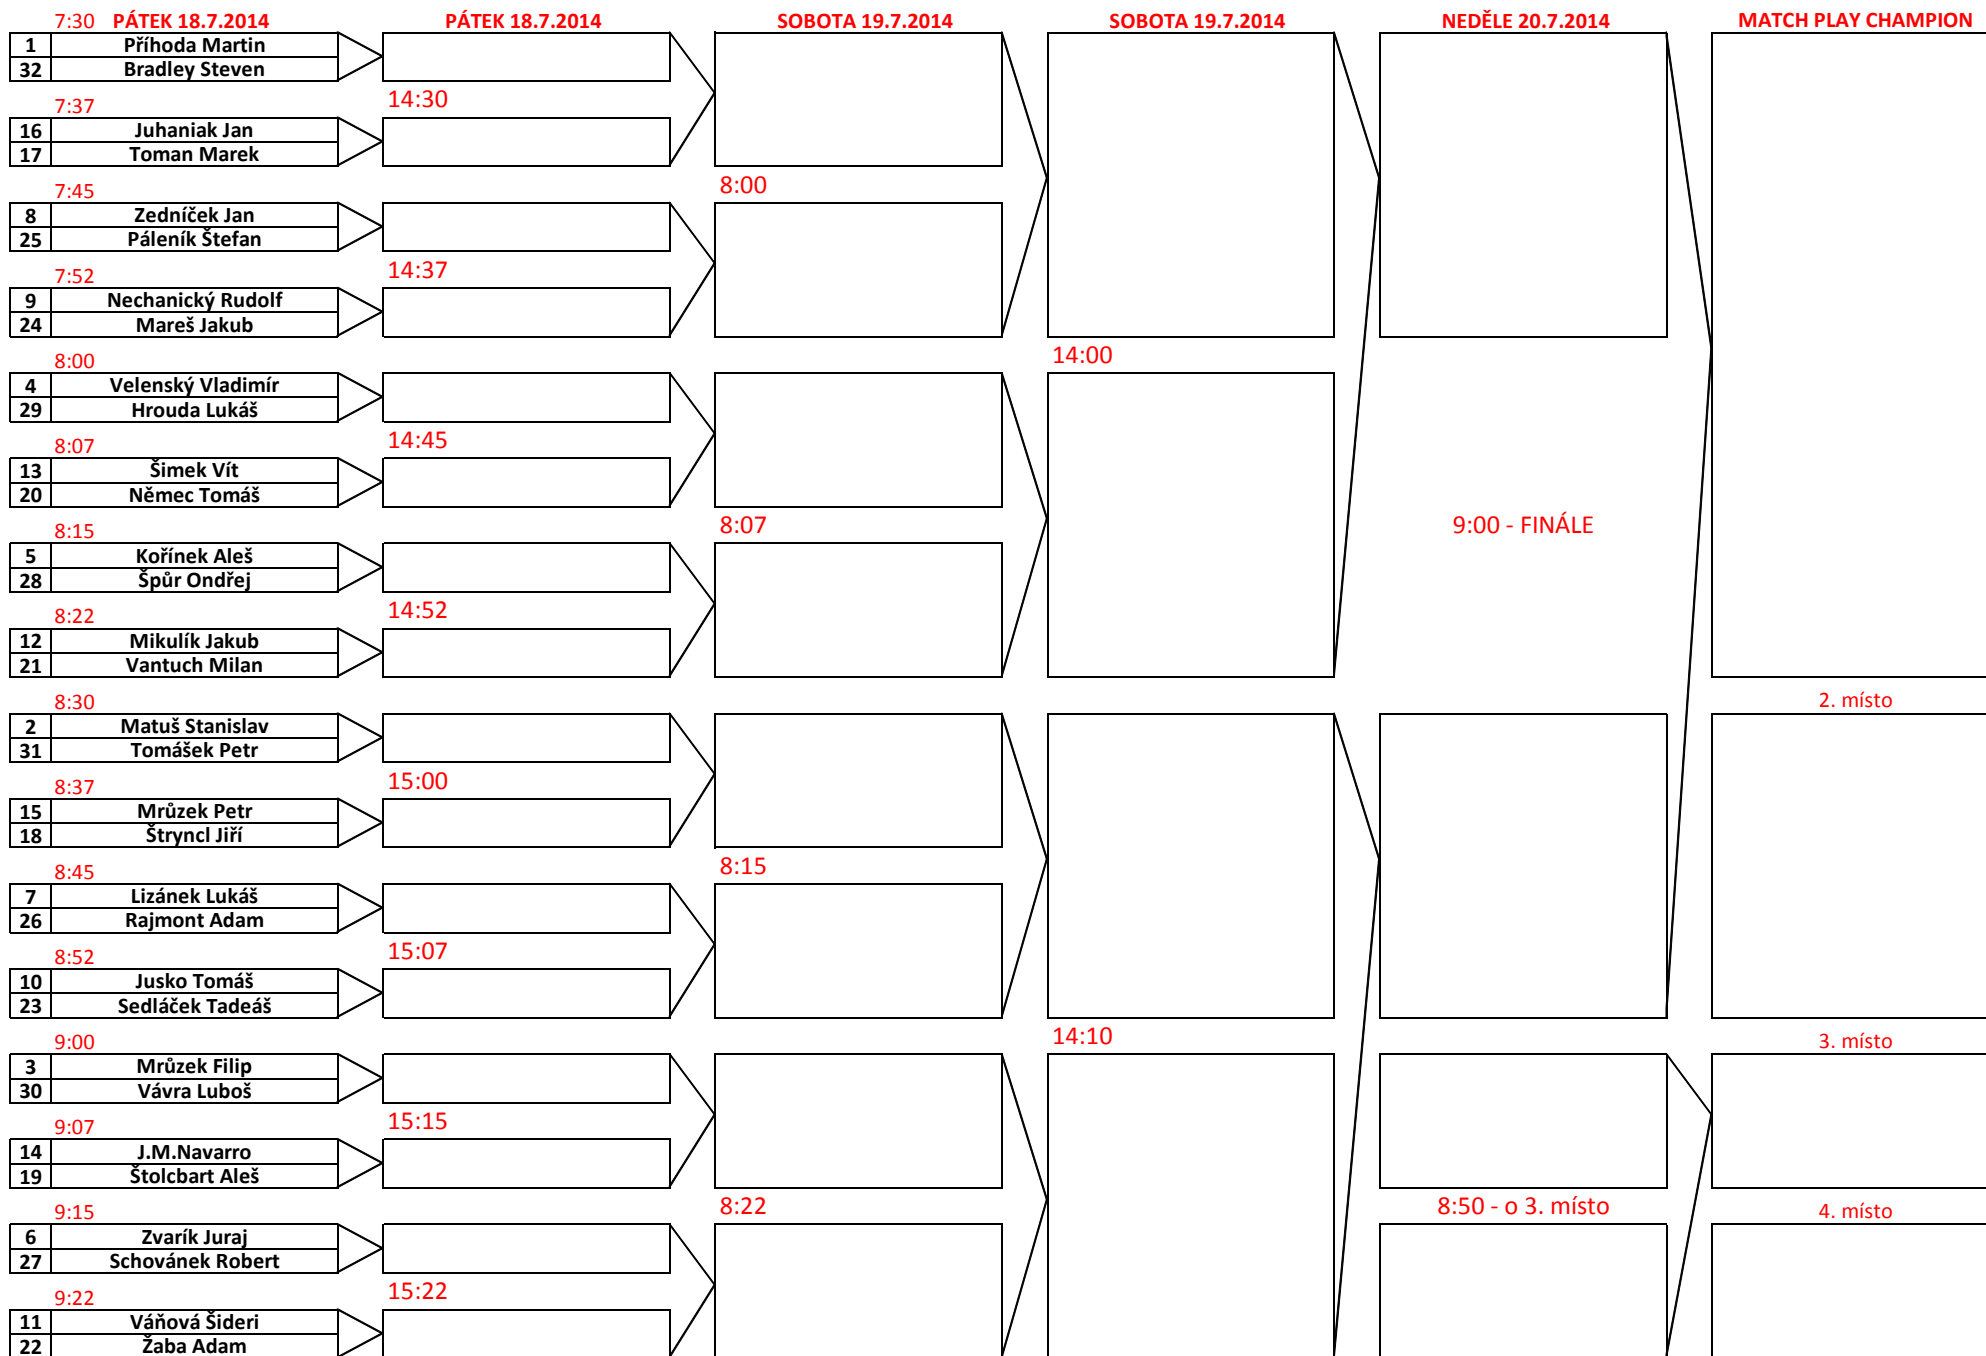 7:30 PÁTEK 18.7.2014 PÁTEK 18.7.2014 SOBOTA 19.7.2014 SOBOTA 19.7.2014 NEDĚLE 20.7.2014 MATCH PLAY CHAMPION
1 Příhoda Martin
32 Bradley Steven
14:30
7:37
16 Juhaniak Jan
17 Toman Marek
8:00
7:45
8 Zedníček Jan
25 Páleník Štefan
14:37
7:52
9 Nechanický Rudolf
24 Mareš Jakub
14:00
8:00
4 Velenský Vladimír
29 Hrouda Lukáš
14:45
8:07
13 Šimek Vít
20 Němec Tomáš
8:07
9:00 - FINÁLE
8:15
5 Kořínek Aleš
28 Špůr Ondřej
14:52
8:22
12 Mikulík Jakub
21 Vantuch Milan
2. místo
8:30
2 Matuš Stanislav
31 Tomášek Petr
15:00
8:37
15 Mrůzek Petr
18 Štryncl Jiří
8:15
8:45
7 Lizánek Lukáš
26 Rajmont Adam
15:07
8:52
10 Jusko Tomáš
23 Sedláček Tadeáš
14:10
3. místo
9:00
3 Mrůzek Filip
30 Vávra Luboš
15:15
9:07
14 J.M.Navarro
19 Štolcbart Aleš
8:22
8:50 - o 3. místo
4. místo
9:15
6 Zvarík Juraj
27 Schovánek Robert
15:22
9:22
11 Váňová Šideri
22 Žaba Adam